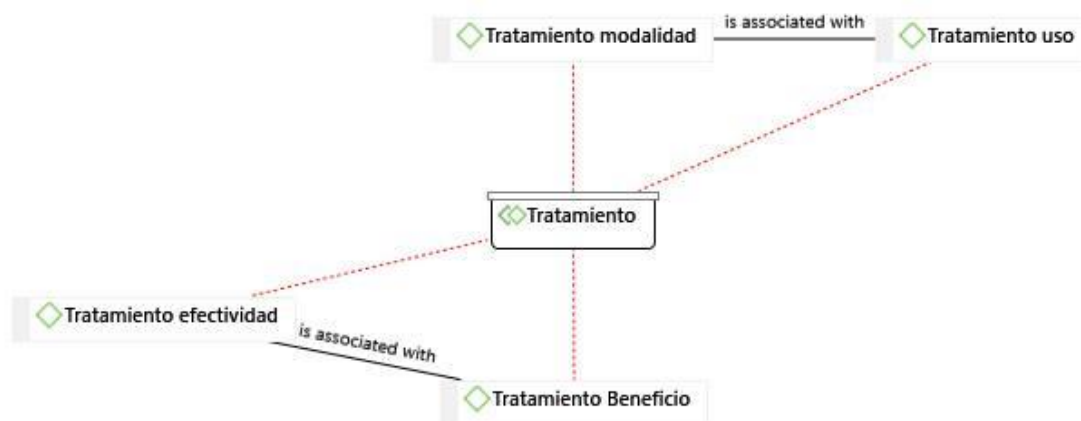 is associated with
Tratamiento modalidad
Tratamiento uso
Tratamiento
Tratamiento efectividad
is associated with
Tratamiento Beneficio